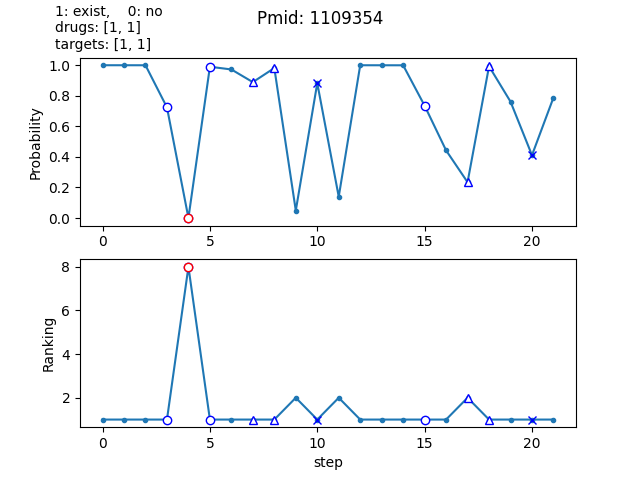 1: exist,    0: no
drugs: [1, 1]
targets: [1, 1]
Pmid: 1109354
Probability
1.0
0.8
0.6
0.4
0.2
0.0
0 5 10 15 20
Ranking
8
6
4
2
0 5 10 15 20
step